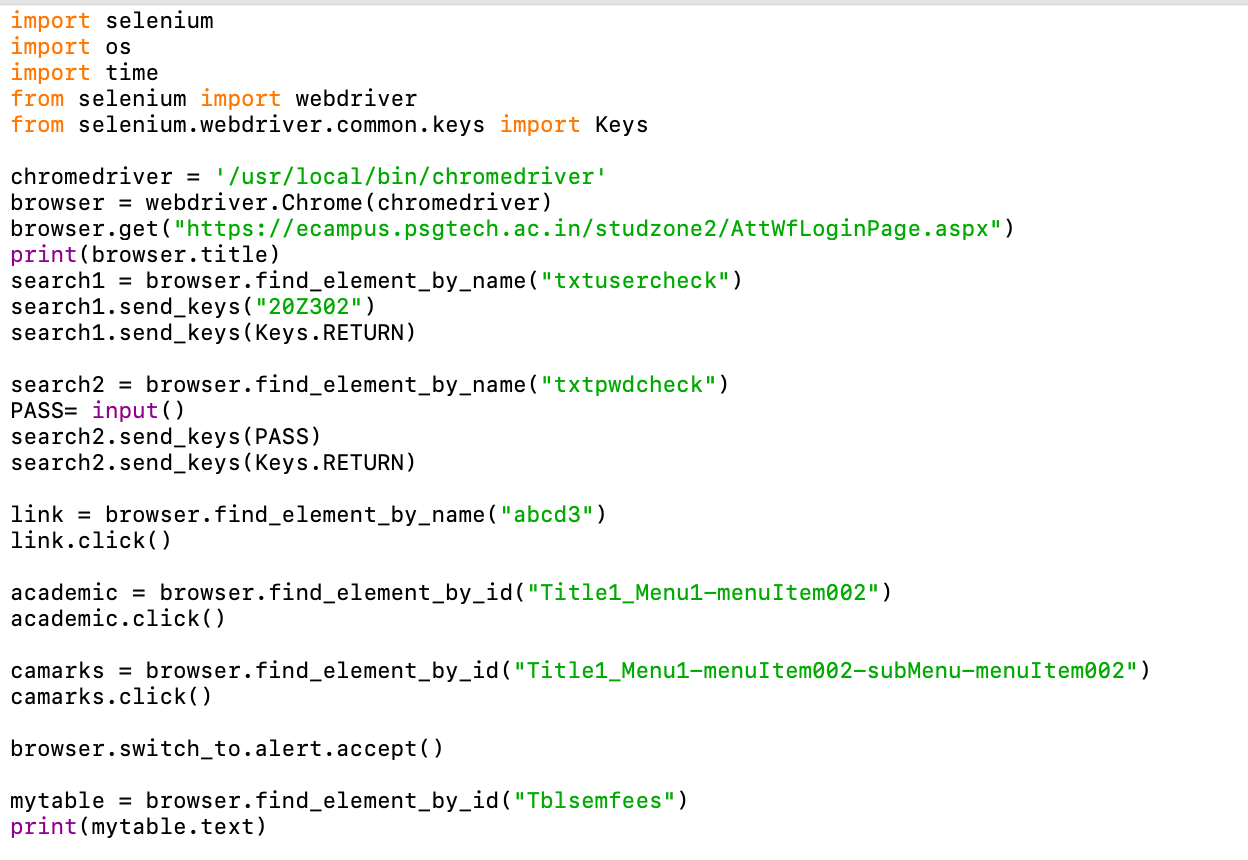 import selenium
import os
import time
from selenium import webdriver
from selenium.webdriver.common.keys import Keys

chromedriver = '/usr/local/bin/chromedriver'
browser = webdriver.Chrome(chromedriver)
browser.get("https://ecampus.psgtech.ac.in/studzone2/AttWfLoginPage.aspx")
print(browser.title)
search1 = browser.find_element_by_name("txtusercheck")
search1.send_keys("20Z302")
search1.send_keys(Keys.RETURN)

search2 = browser.find_element_by_name("txtpwdcheck")
PASS= input()
search2.send_keys(PASS)
search2.send_keys(Keys.RETURN)

link = browser.find_element_by_name("abcd3")
link.click()

academic = browser.find_element_by_id("Title1_Menu1-menuItem002")
academic.click()

camarks = browser.find_element_by_id("Title1_Menu1-menuItem002-subMenu-menuItem002")
camarks.click()

browser.switch_to.alert.accept()

mytable = browser.find_element_by_id("Tblsemfees")
print(mytable.text)